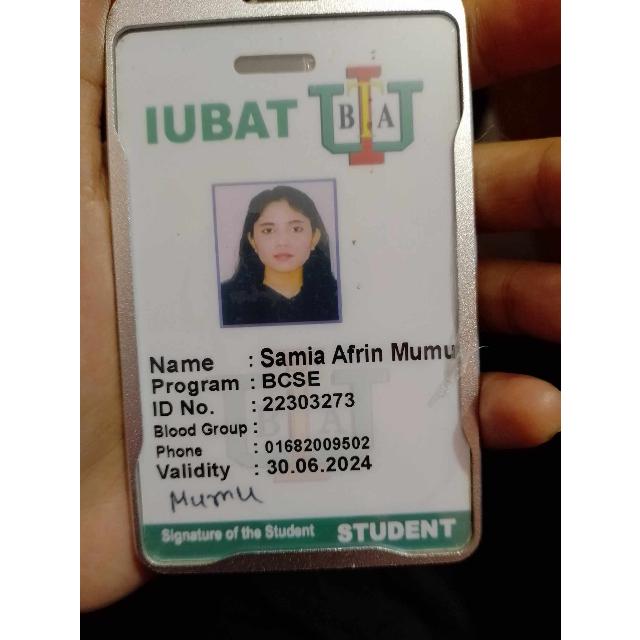 IUBAT
B T A
Name : Samia Afrin Mumu
Program : BCSE
ID No. : 22303273
Blood Group :
Phone : 01682009502
Validity : 30.06.2024
Mumu
Signature of the Student STUDENT